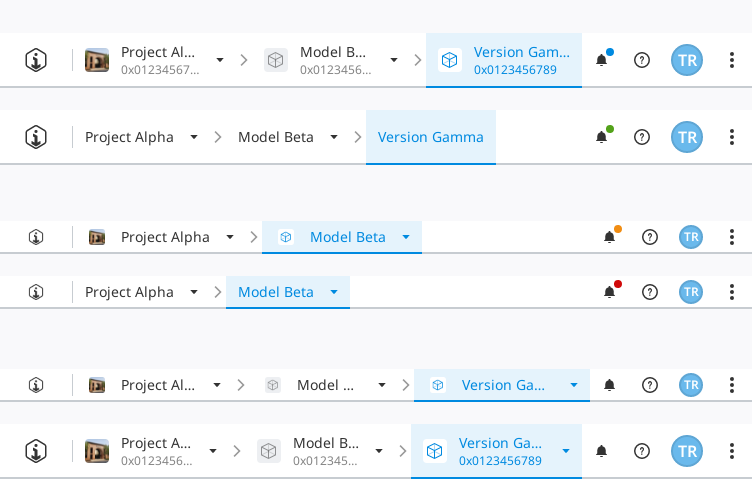 Project Al... Model B... Version Gam... TR
0x01234567... 0x0123456... 0x0123456789
Project Alpha Model Beta Version Gamma TR
Project Alpha Model Beta TR
Project Alpha Model Beta TR
Project Al... Model ... Version Ga... TR
Project A... Model B... Version Ga... TR
0x0123456... 0x012345... 0x0123456789